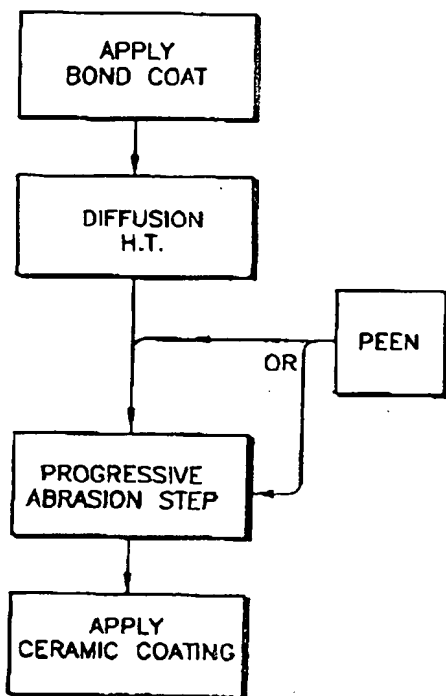 APPLY
BOND COAT
DIFFUSION
H.T.
PEEN
OR
PROGRESSIVE
ABRASION STEP
APPLY
CERAMIC COATING